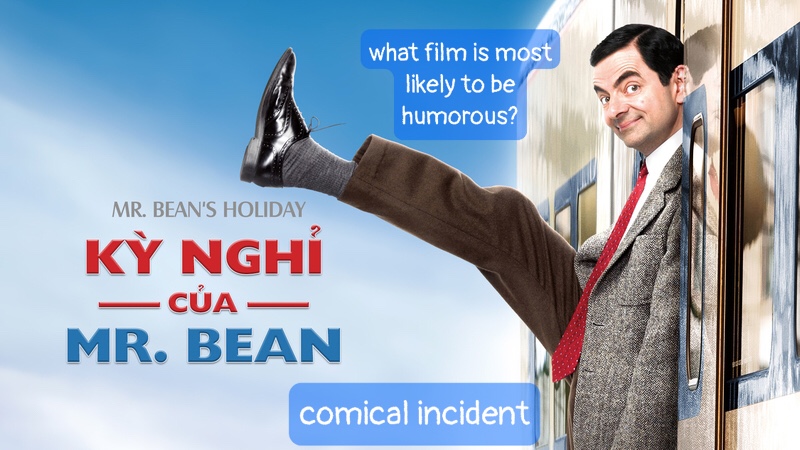 what film is most
likely to be
humorous?
MR. BEAN'S HOLIDAY
KỲ NGHỈ
CỦA
MR. BEAN
comical incident